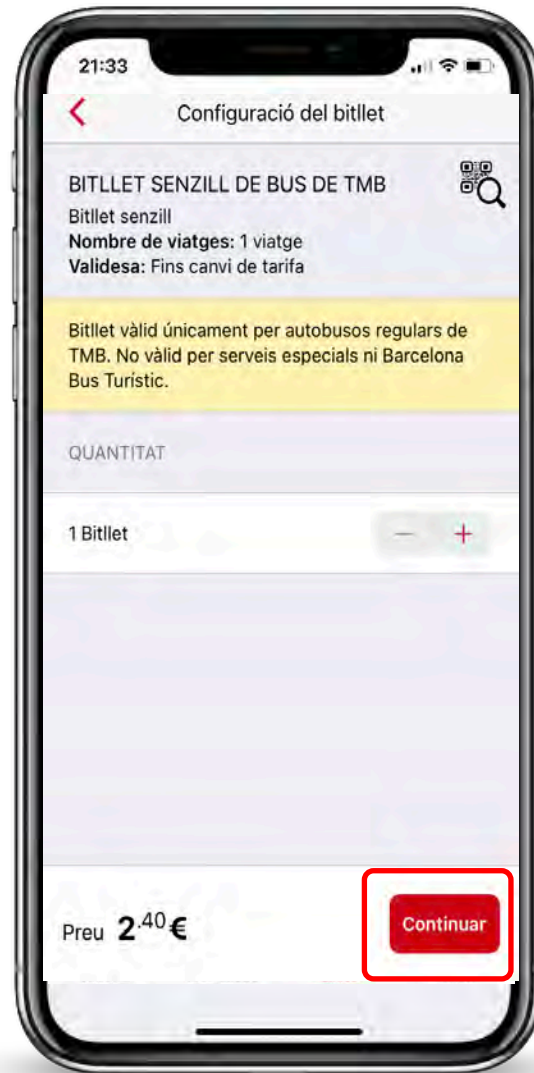 21:33
Configuració del bitllet
BITLLET SENZILL DE BUS DE TMB
Bitllet senzill
Nombre de viatges: 1 viatge
Validesa: Fins canvi de tarifa
Bitllet vàlid únicament per autobusos regulars de
TMB. No vàlid per serveis especials ni Barcelona
Bus Turístic.
QUANTITAT
1 Bitllet
Preu 2.40€
Continuar